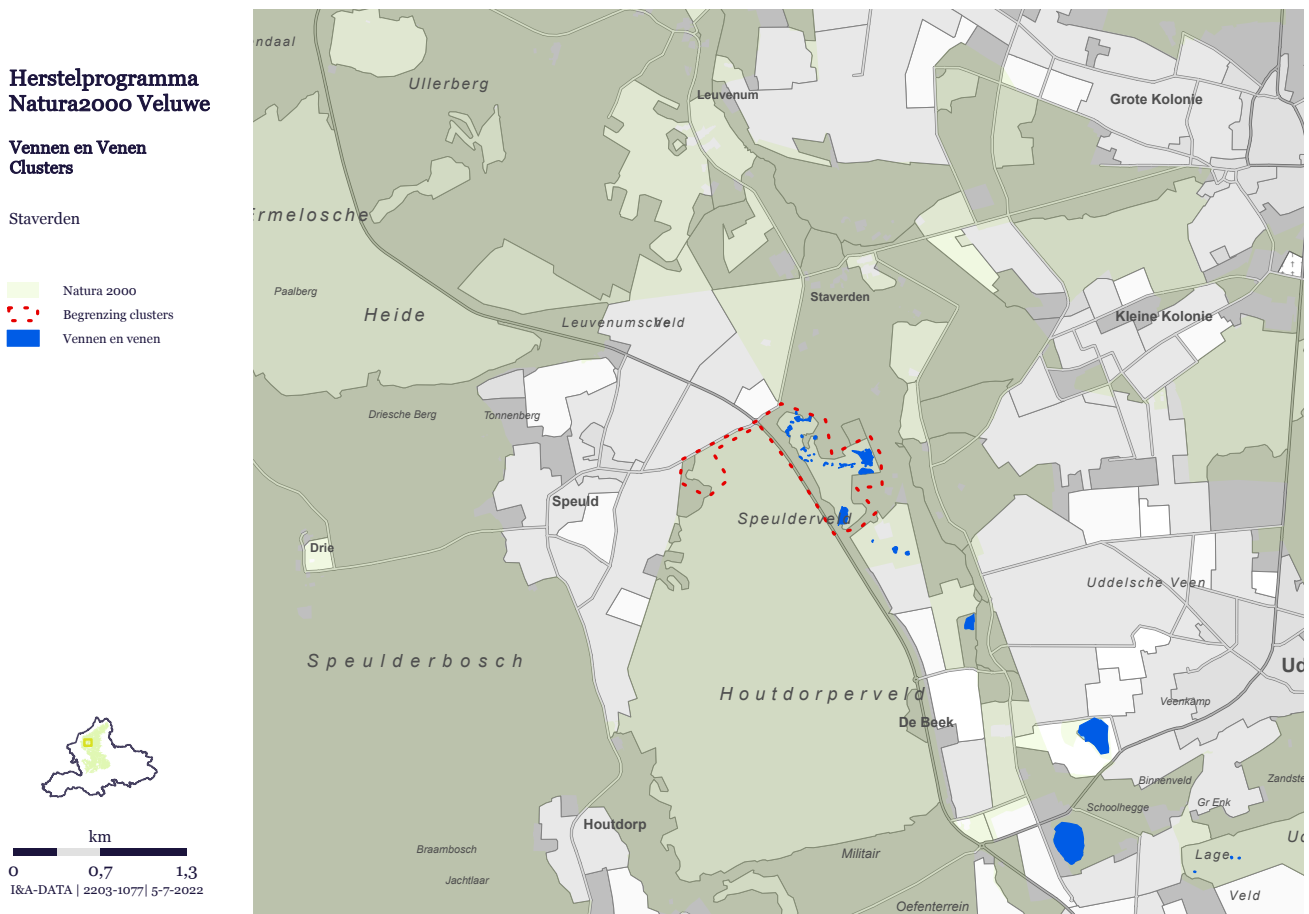 Herstelprogramma
Natura2000 Veluwe
Vennen en Venen
Clusters
Staverden
Natura 2000
Begrenzing clusters
Vennen en venen
km
0 0,7 1,3
I&A-DATA | 2203-1077| 5-7-2022
ndaal
Ullerberg
Leuvenum
Grote Kolonie
Ermelosche
Paalberg
Heide
Staverden
Leuvenumsche Veld
Kleine Kolonie
Driesche Berg
Tonnenberg
Speuld
Speulderveld
Drie
Uddelsche Veen
Speulderbosch
Houtdorperveld
Ud
De Beek
Veenkamp
Binnenveld
Zandste
Schoolhegge
Gr Enk
Houtdorp
Ud
Braambosch
Militair
Lage
Jachtlaar
Veld
Oefenterrein